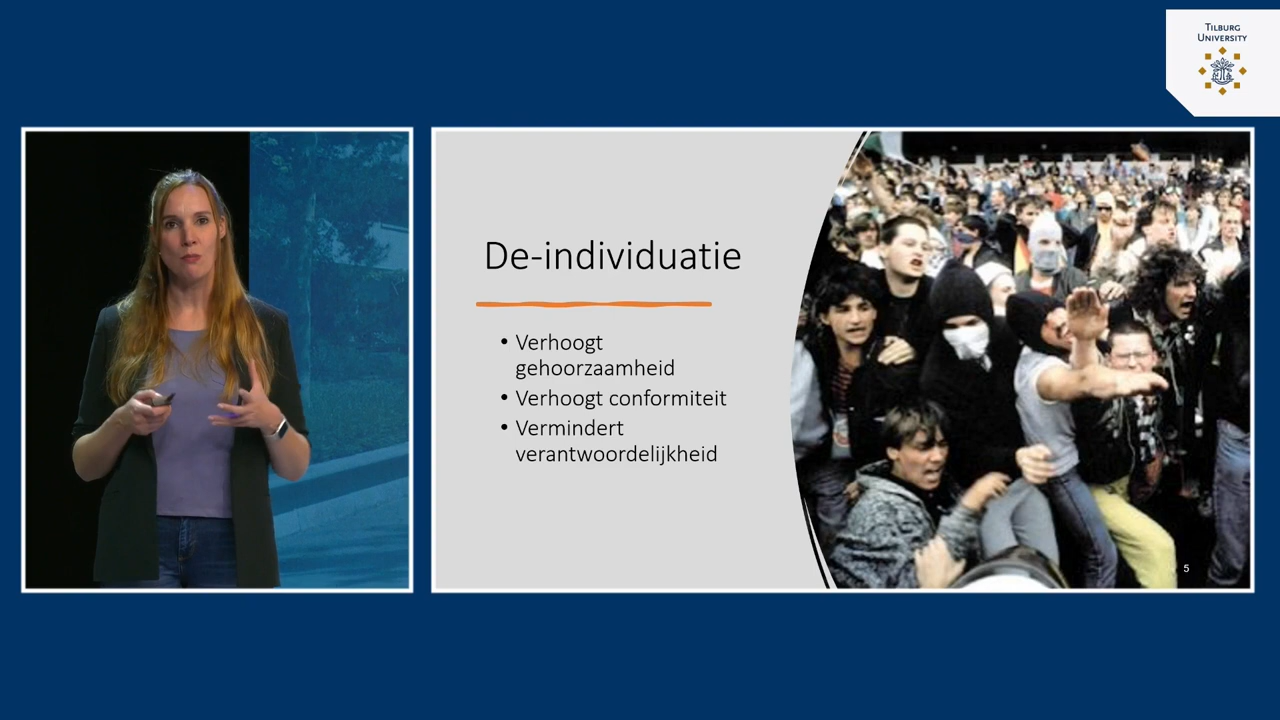 TILBURG
UNIVERSITY
De-individuatie
• Verhoogt
gehoorzaamheid
• Verhoogt conformiteit
• Vermindert
verantwoordelijkheid
5